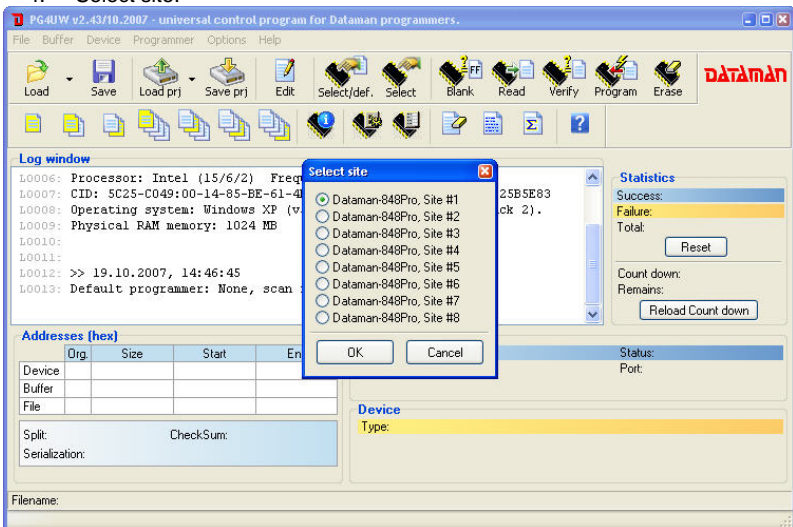 Select site.
PG4UW v2.43/10.2007 - universal control program for Dataman programmers.
File Buffer Device Programmer Options Help
Load Save Load prj Save prj Edit Select/def. Select Blank Read Verify Program Erase DATAMAN
Log window
L0006: Processor: Intel (15/6/2) Freq
L0007: CID: 5C25-C049:00-14-85-BE-61-4 25B5E83
L0008: Operating system: Windows XP (v. ck 2).
L0009: Physical RAM memory: 1024 MB
L0010:
L0011:
L0012: >> 19.10.2007, 14:46:45
L0013: Default programmer: None, scan
Select site
Dataman-848Pro, Site #1
Dataman-848Pro, Site #2
Dataman-848Pro, Site #3
Dataman-848Pro, Site #4
Dataman-848Pro, Site #5
Dataman-848Pro, Site #6
Dataman-848Pro, Site #7
Dataman-848Pro, Site #8
OK Cancel
Statistics
Success:
Failure:
Total:
Reset
Count down:
Remains:
Reload Count down
Addresses (hex)
Org. Size Start En
Device
Buffer
File
Split: CheckSum:
Serialization:
Status:
Port:
Device
Type:
Filename: